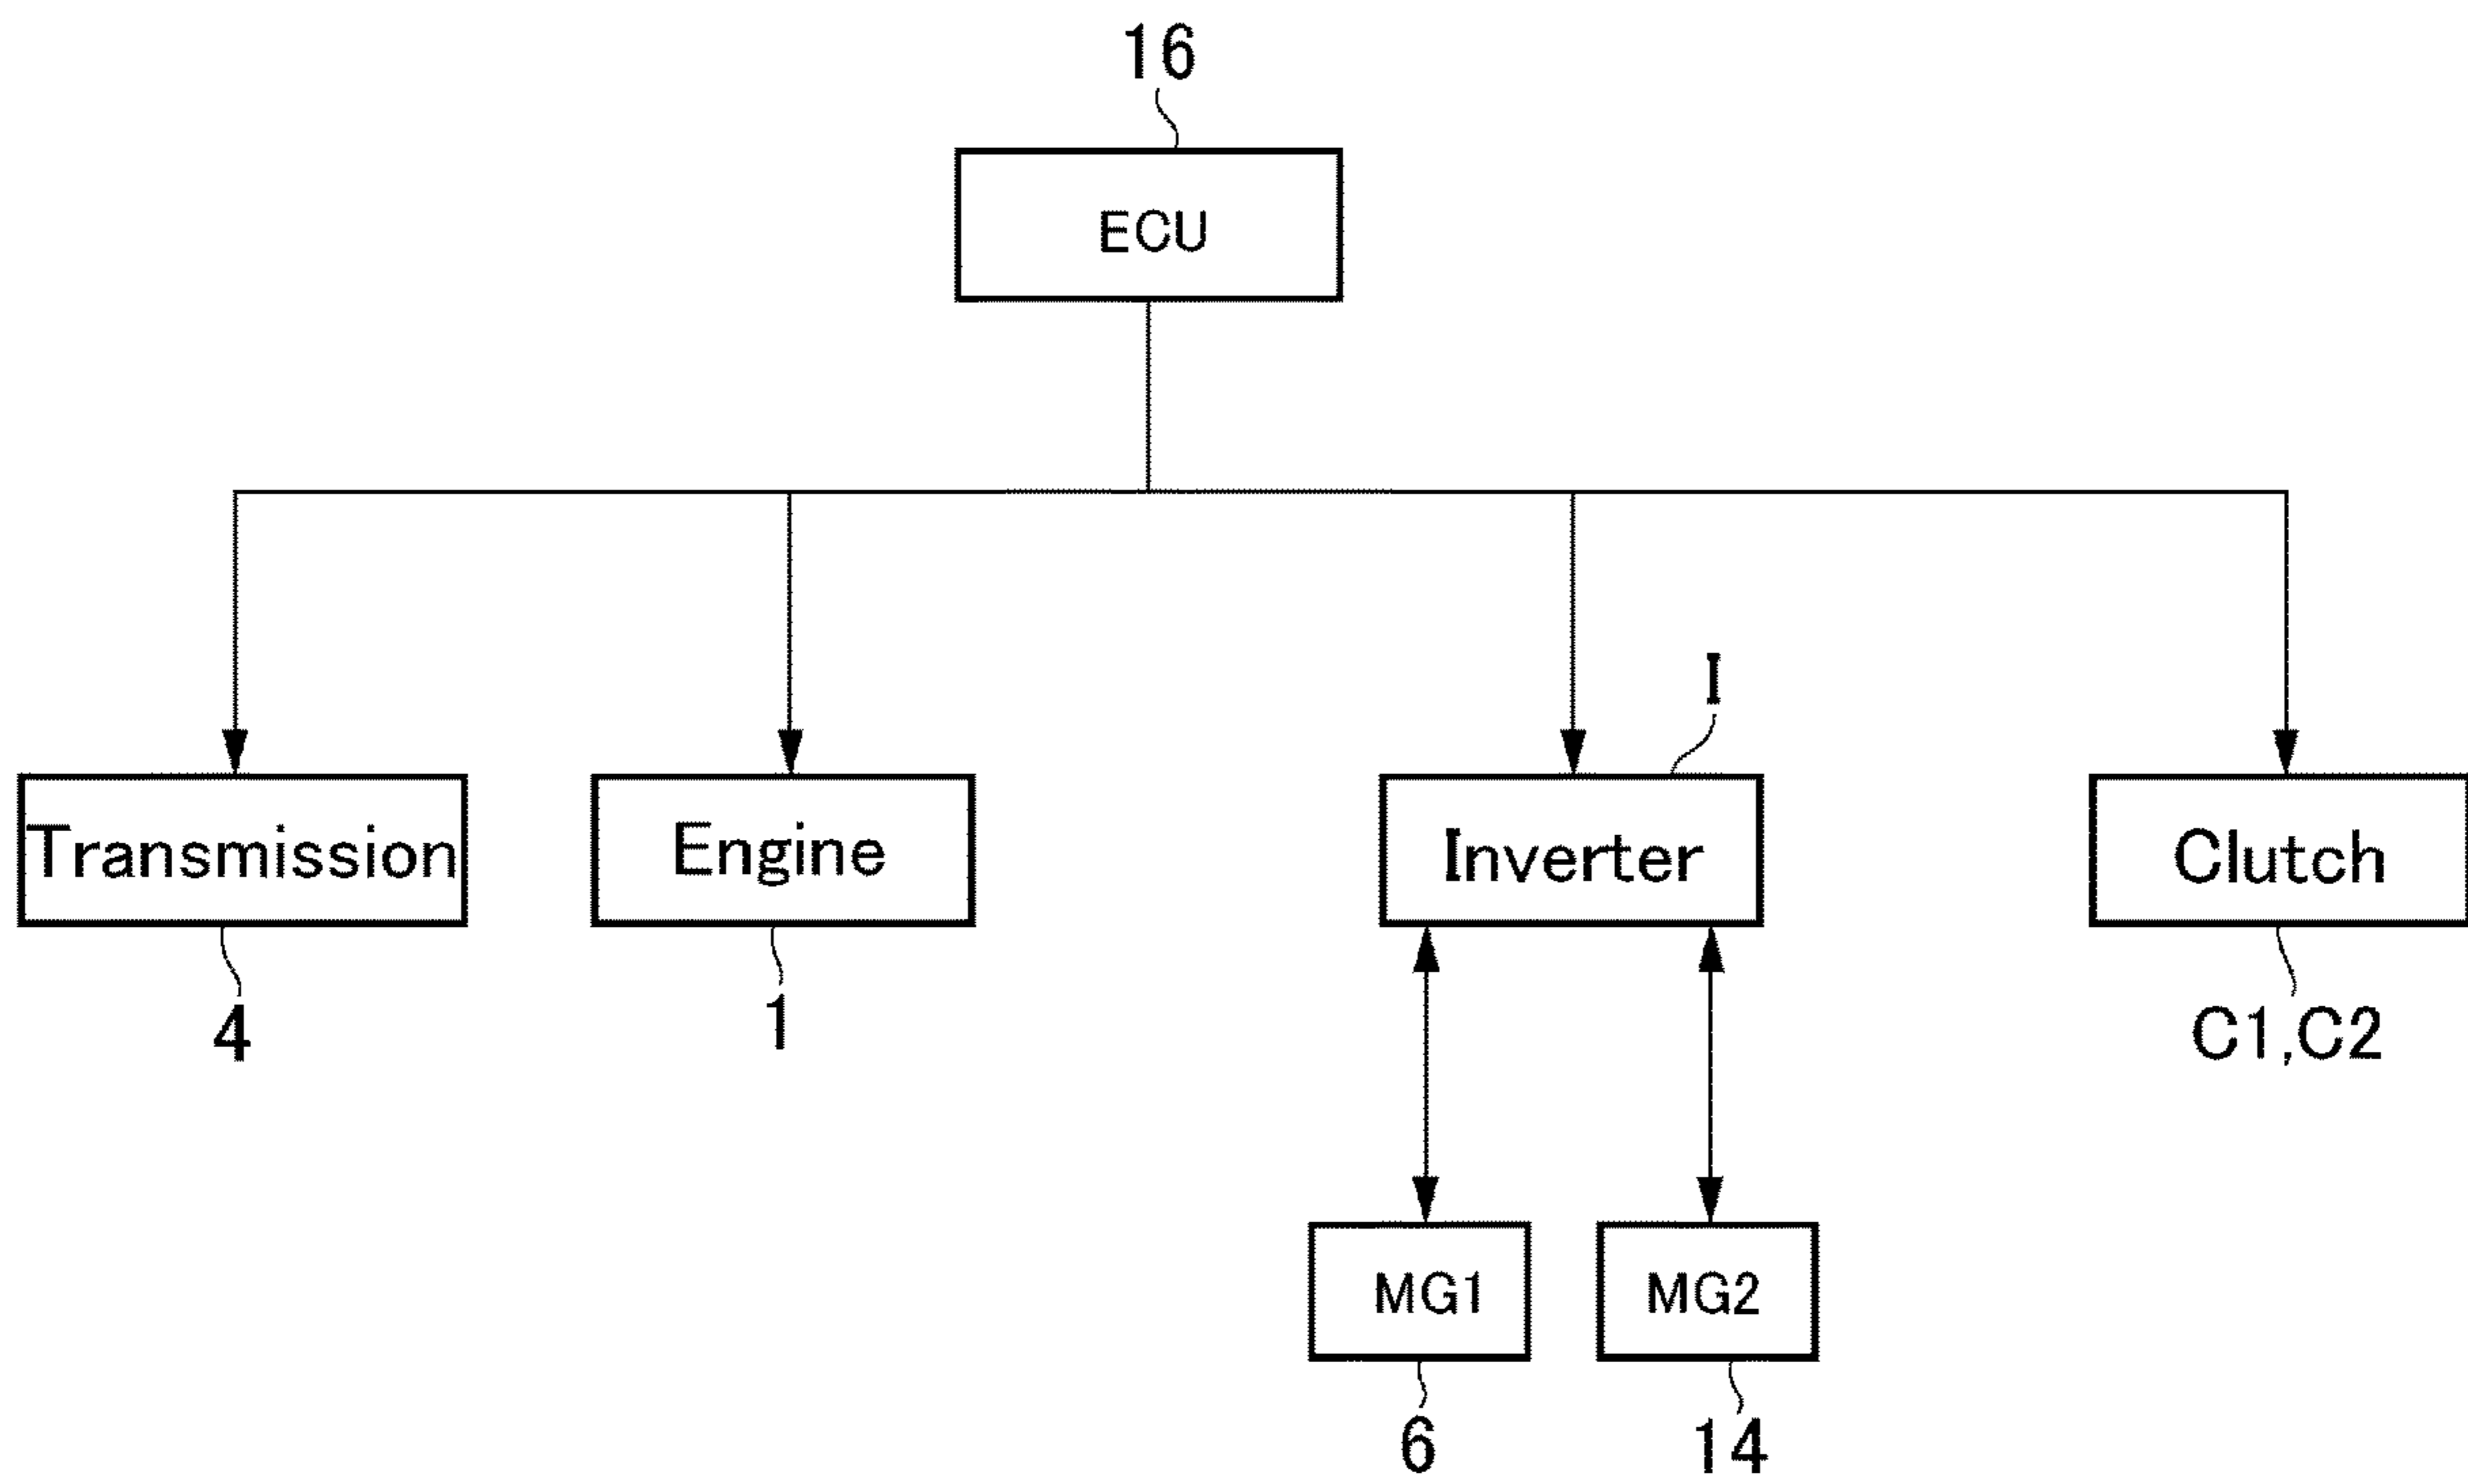 16
ECU
I
Transmission
Engine
Inverter
Clutch
4
1
C1,C2
MG1
MG2
6
14